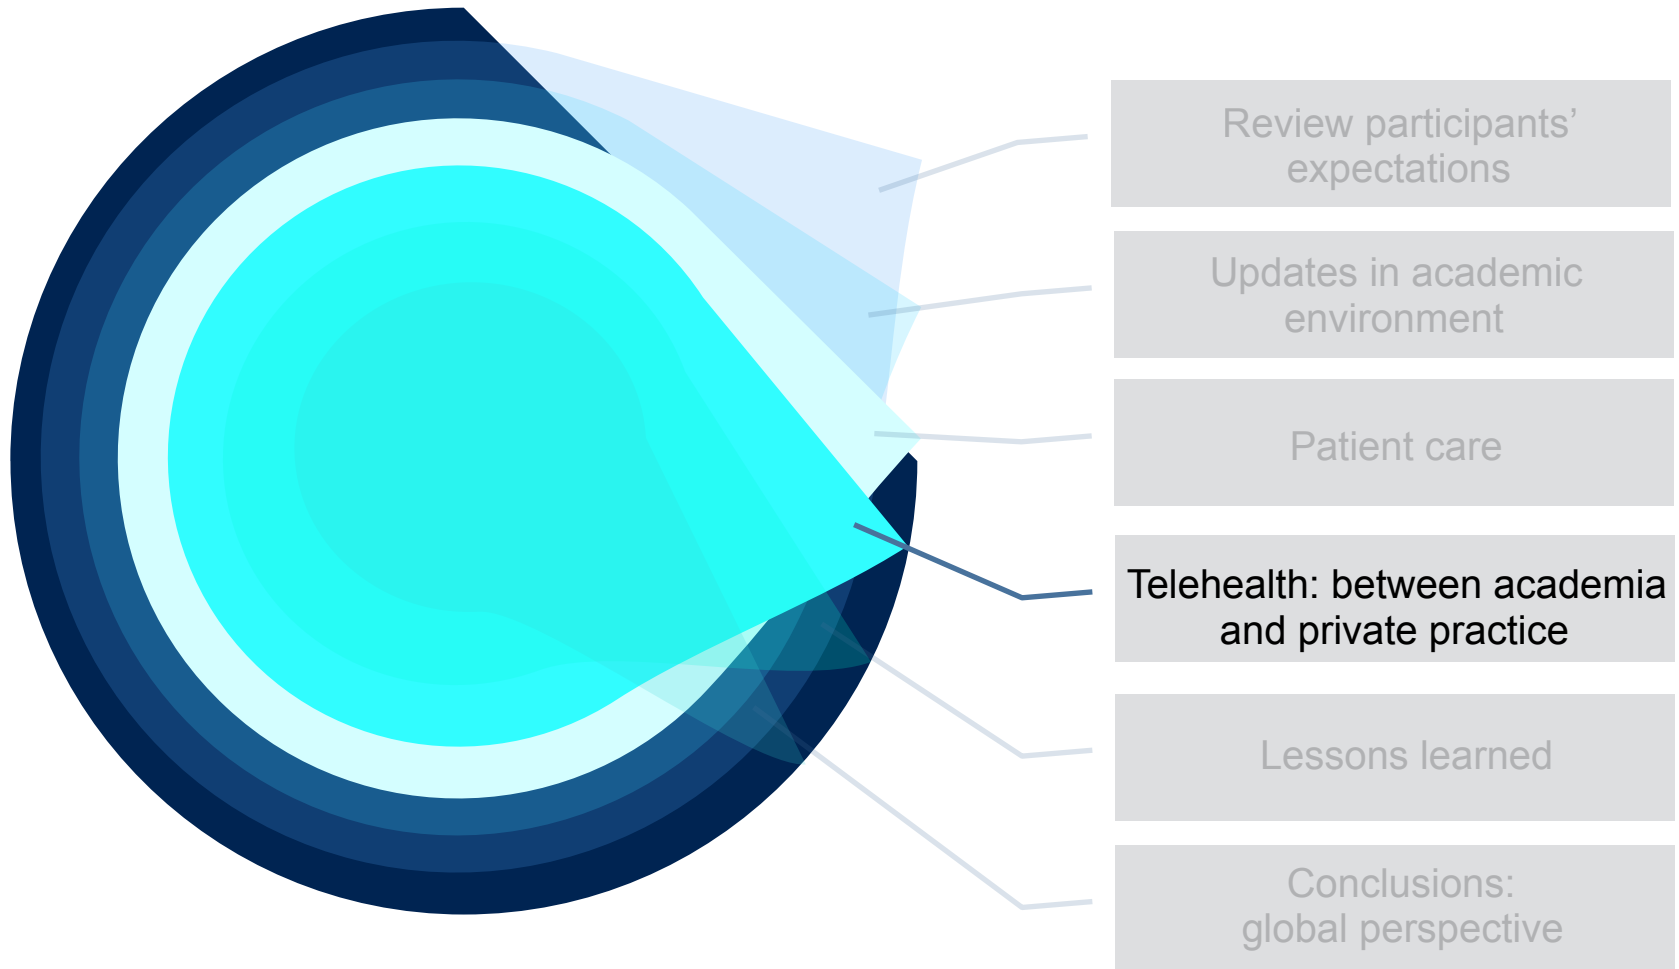 Review participants’
expectations
Updates in academic
environment
Patient care
Telehealth: between academia
and private practice
Lessons learned
Conclusions:
global perspective